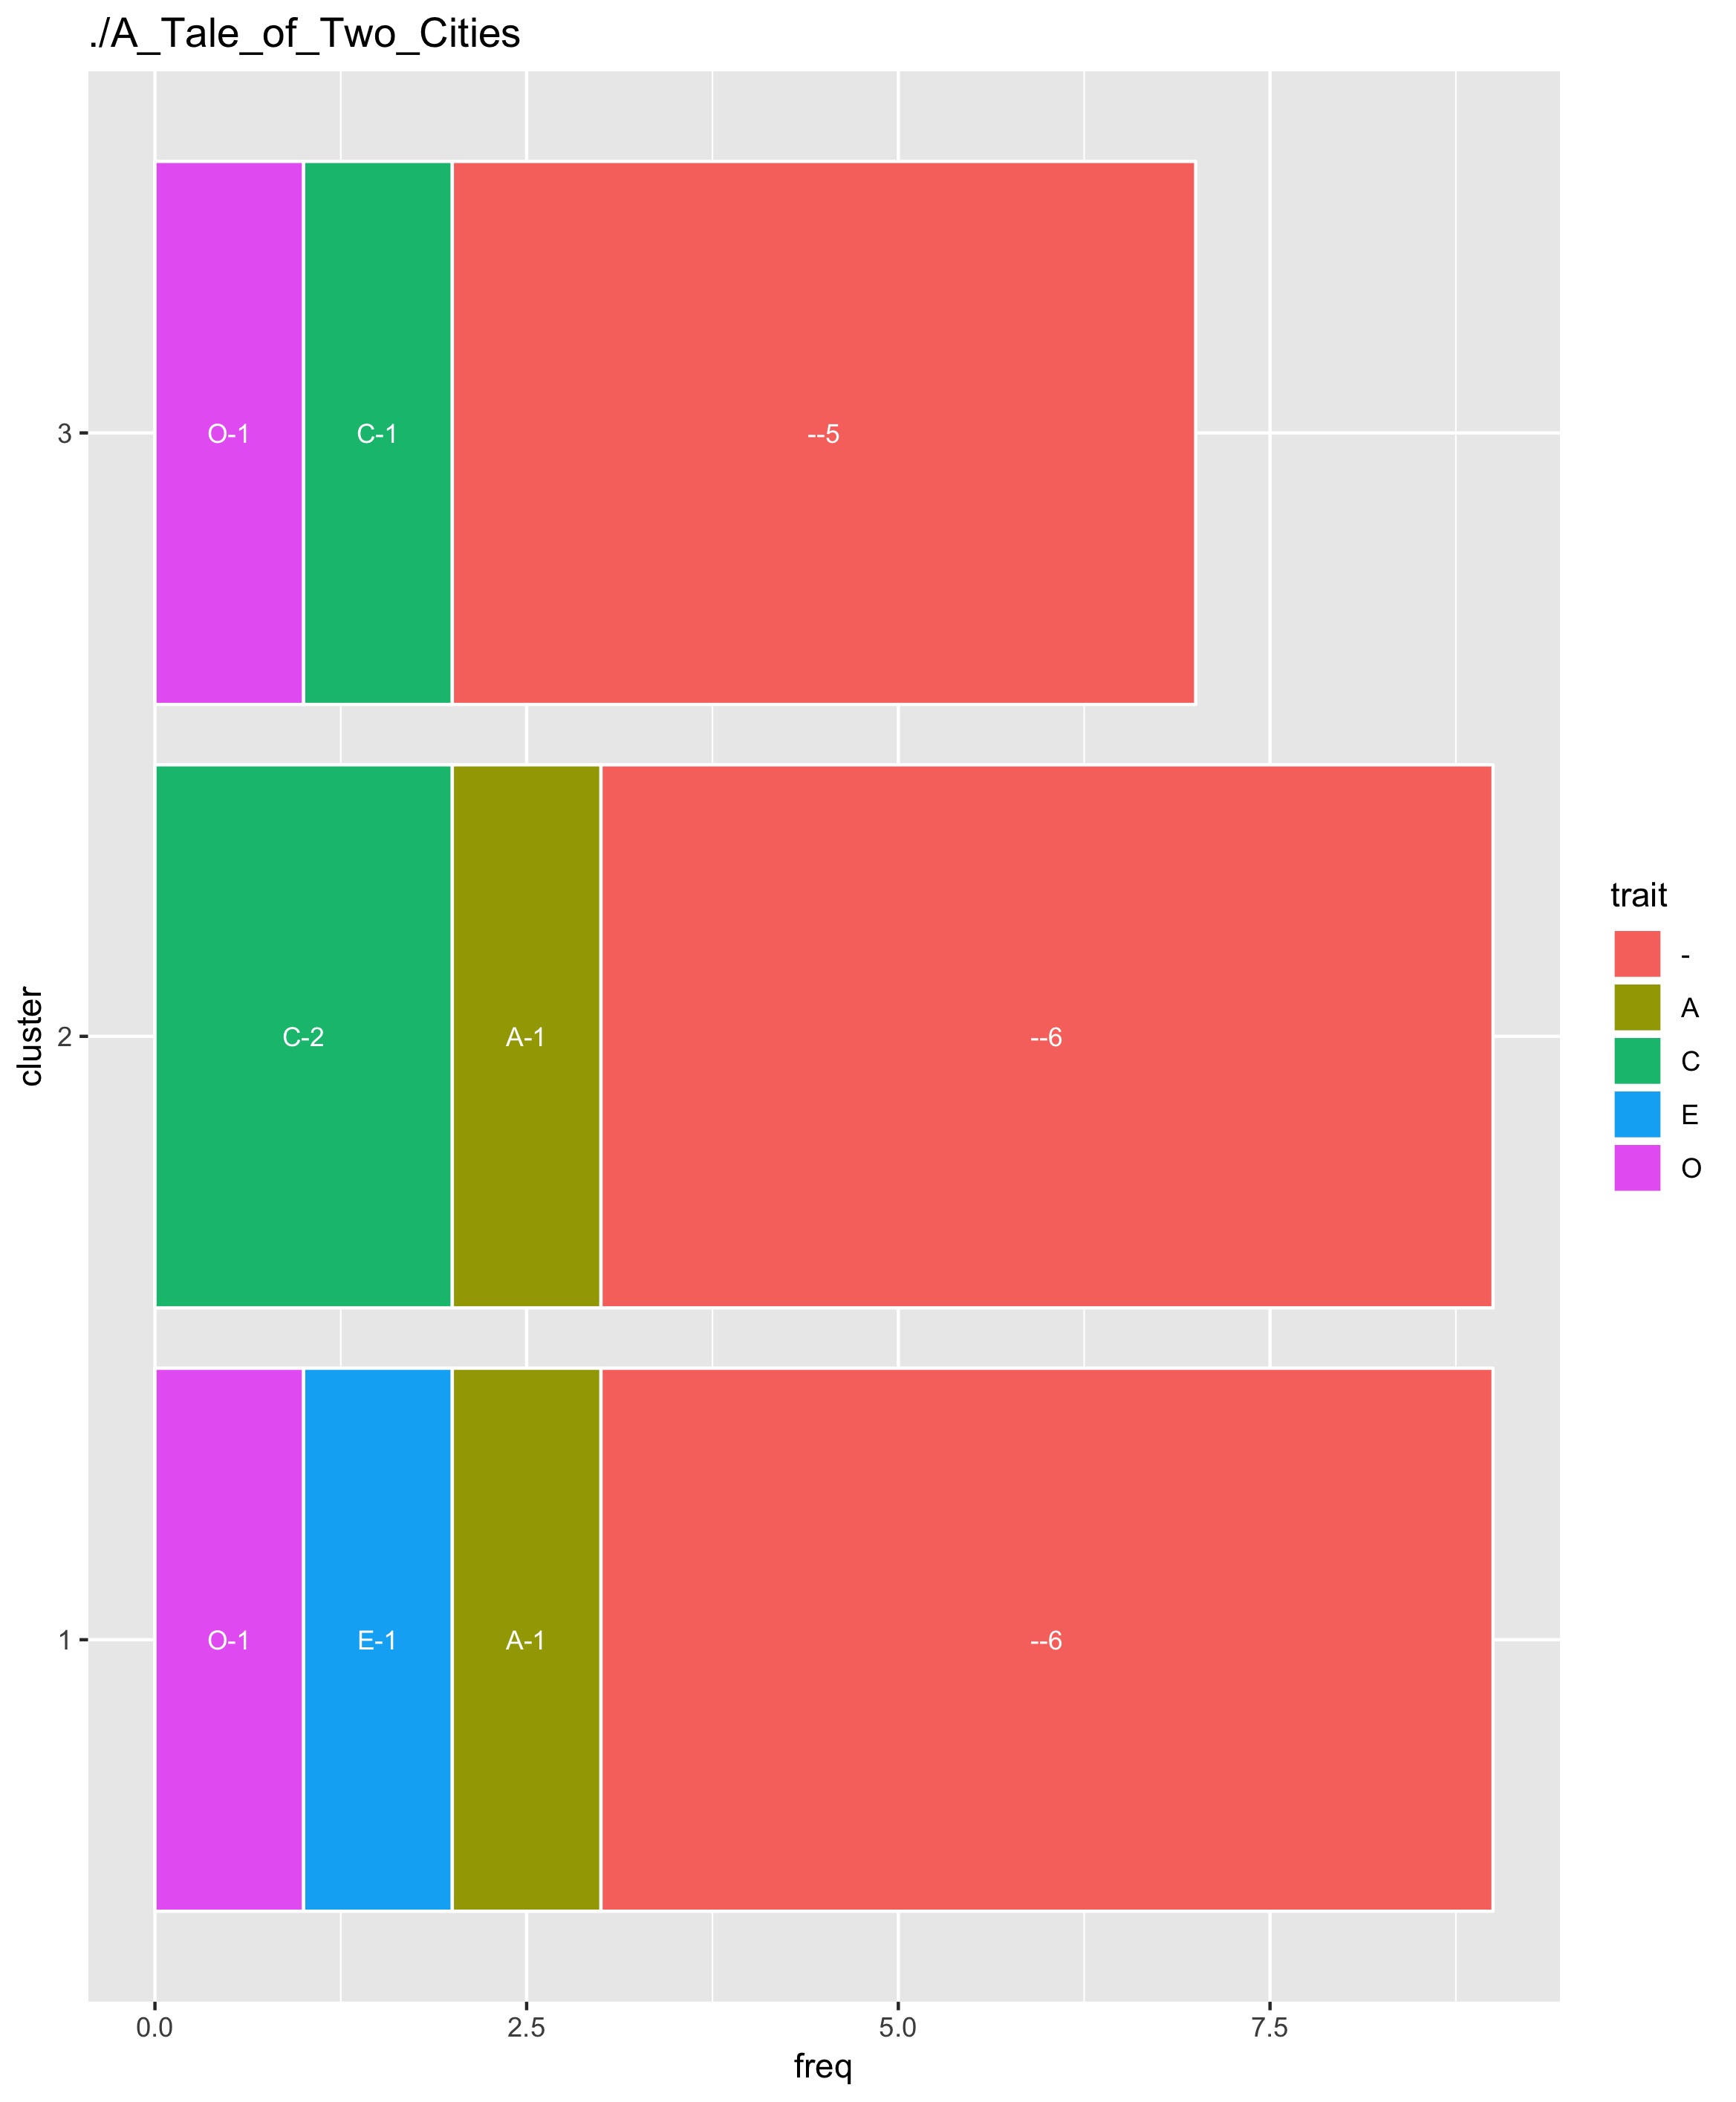 ./A_Tale_of_Two_Cities
3
O-1
C-1
--5
2
C-2
A-1
--6
1
O-1
E-1
A-1
--6
cluster
0.0
2.5
5.0
7.5
freq
trait
-
A
C
E
O